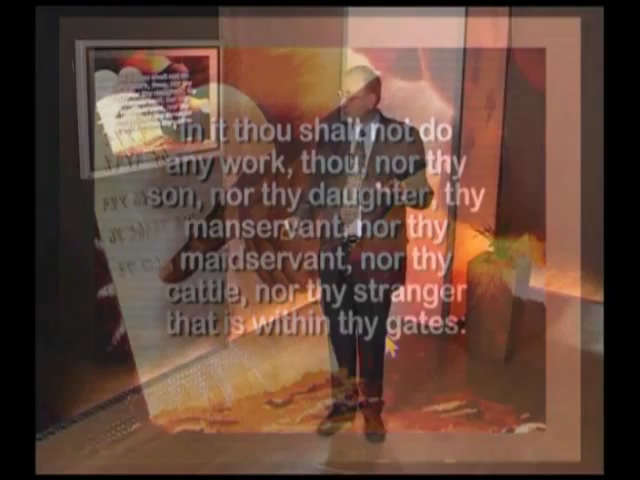 In it thou shalt not do
any work, thou, nor thy
son, nor thy daughter, thy
manservant, nor thy
maidservant, nor thy
cattle, nor thy stranger
that is within thy gates: